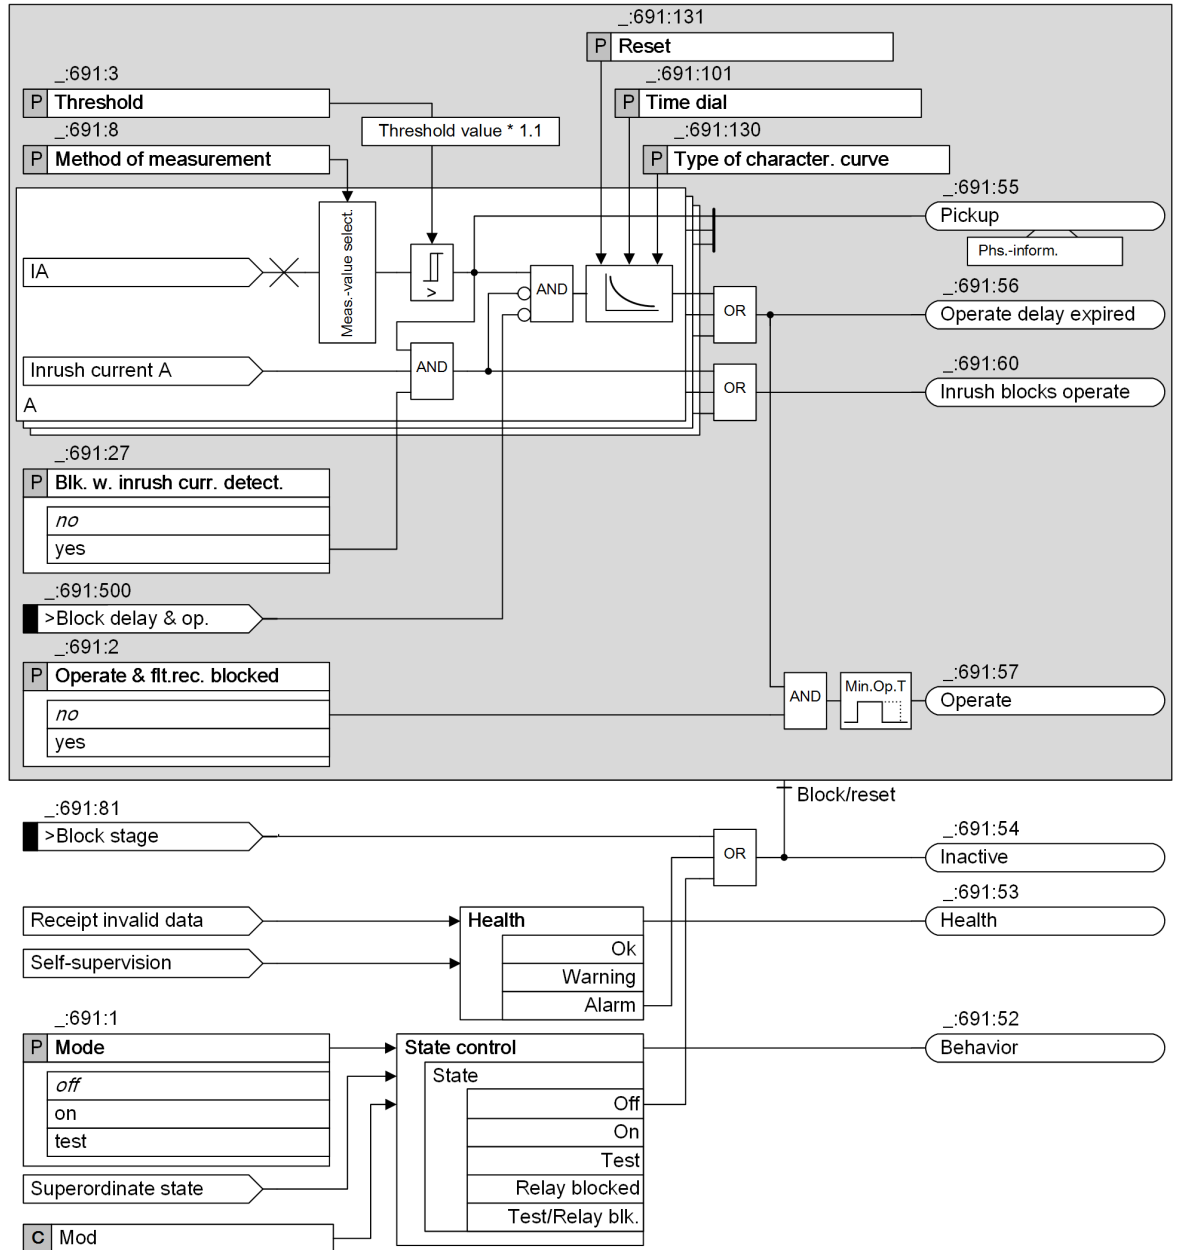 _:691:131
P Reset
_:691:3
_:691:101
P Threshold
P Time dial
_:691:8
Threshold value * 1.1
_:691:130
P Method of measurement
P Type of character. curve
_:691:55
Pickup
Phs.-inform.
Meas.-value select.
IA
v
AND
_:691:56
OR
Operate delay expired
Inrush current A
AND
_:691:60
OR
Inrush blocks operate
A
_:691:27
P Blk. w. inrush curr. detect.
no
yes
_:691:500
>Block delay & op.
_:691:2
P Operate & flt.rec. blocked
no
yes
AND
Min.Op.T
_:691:57
Operate
Block/reset
_:691:81
>Block stage
OR
_:691:54
Inactive
_:691:53
Receipt invalid data
Health
Health
Self-supervision
Ok
Warning
Alarm
_:691:1
_:691:52
P Mode
State control
Behavior
off
on
test
State
Off
On
Test
Relay blocked
Test/Relay blk.
Superordinate state
C Mod